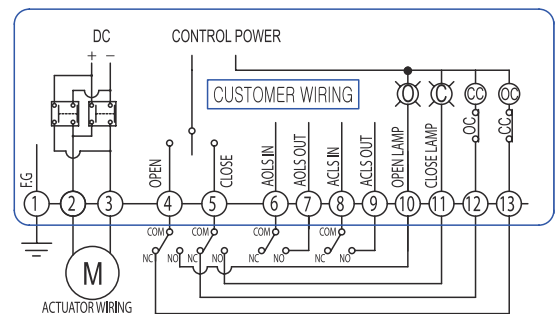 DC
CONTROL POWER
+ −
CUSTOMER WIRING
O C CC OC
OC CC
F.G
OPEN
CLOSE
AOLS IN
AOLS OUT
ACLS IN
ACLS OUT
OPEN LAMP
CLOSE LAMP
1 2 3 4 5 6 7 8 9 10 11 12 13
COM COM COM COM
NC NO NC NO NC NO NC NO
M
ACTUATOR WIRING